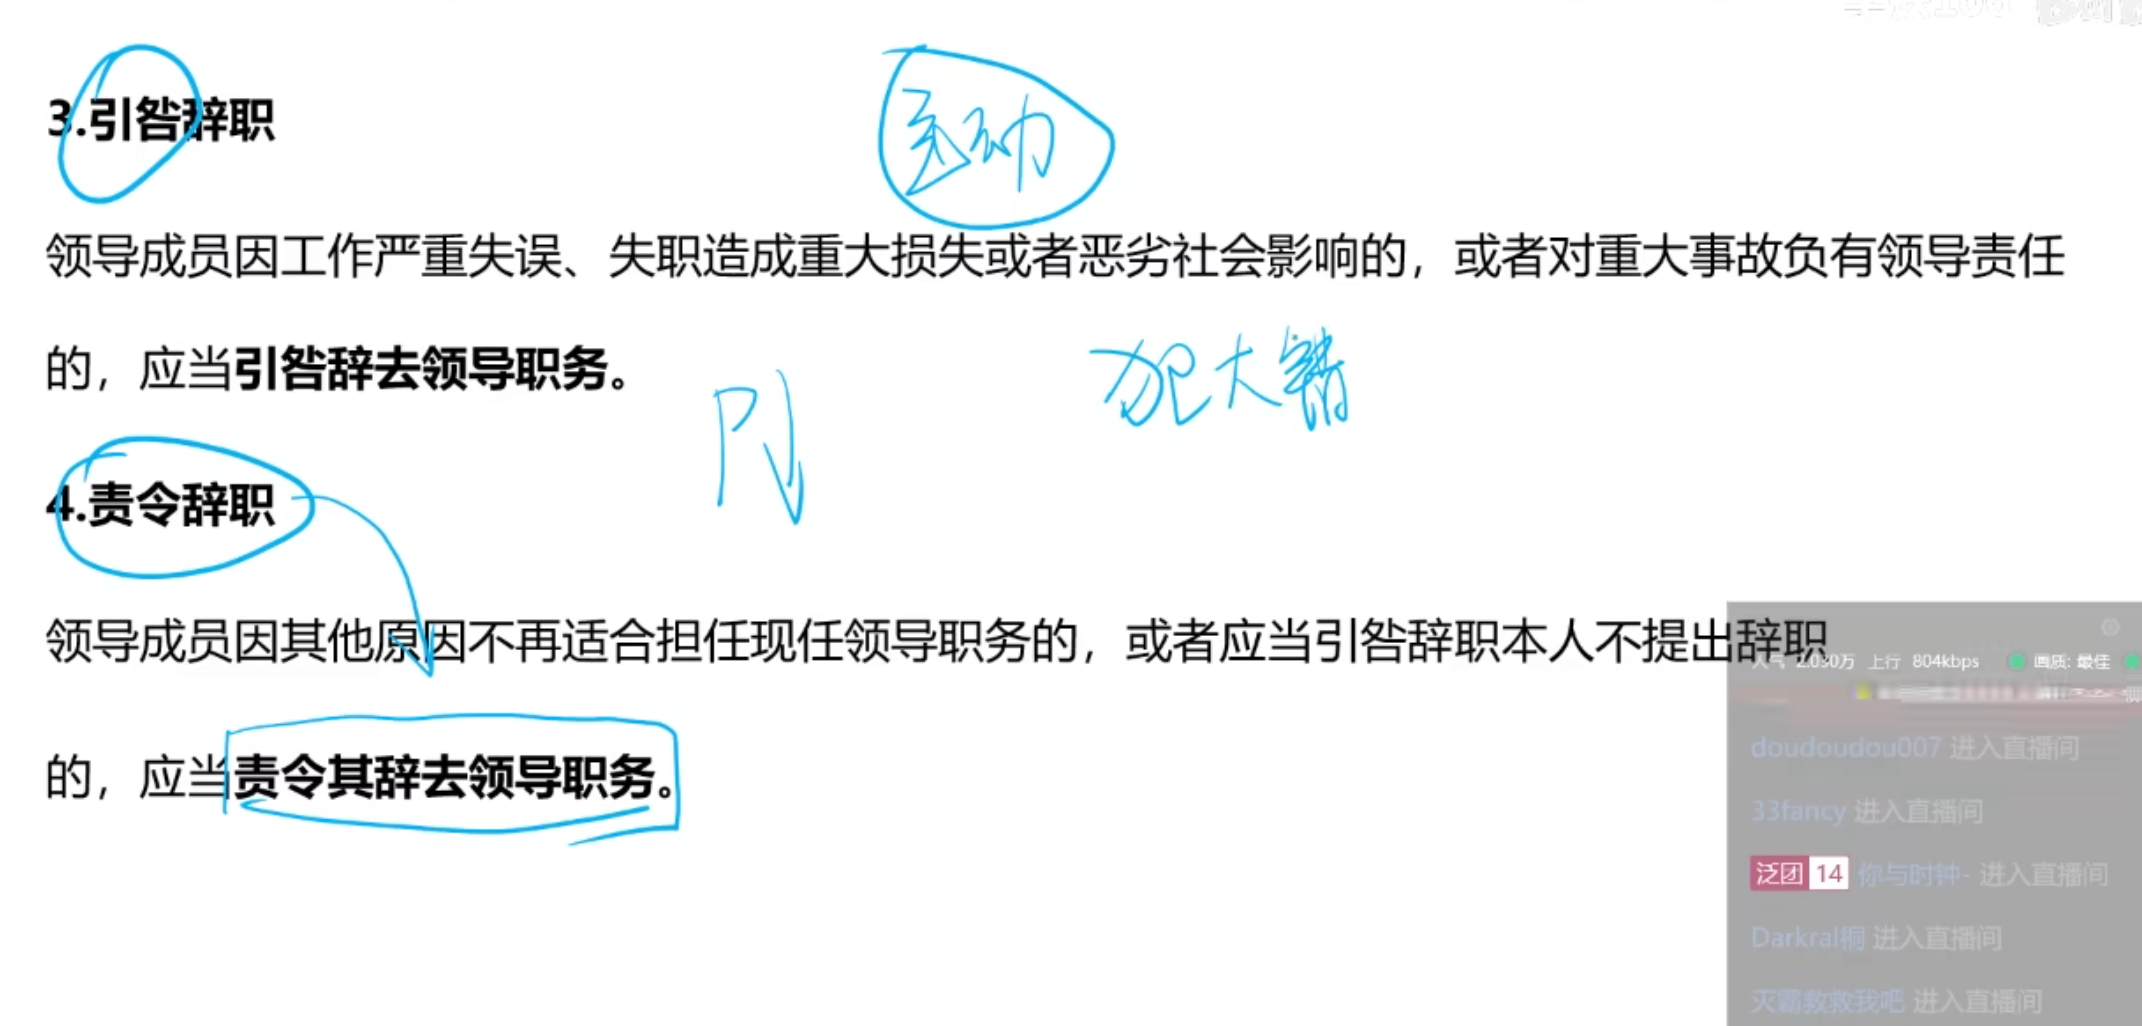 3.引咎辞职
领导成员因工作严重失误、失职造成重大损失或者恶劣社会影响的，或者对重大事故负有领导责任
的，应当引咎辞去领导职务。
犯大错
4.责令辞职
领导成员因其他原因不再适合担任现任领导职务的，或者应当引咎辞职本人不提出辞职
的，应当责令其辞去领导职务。
人气 2.030万 上行 804kbps 画质: 最佳
doudoudou007 进入直播间
33fancy 进入直播间
泛团 14 你与时钟- 进入直播间
Darkral桐 进入直播间
灭霸救救我吧 进入直播间